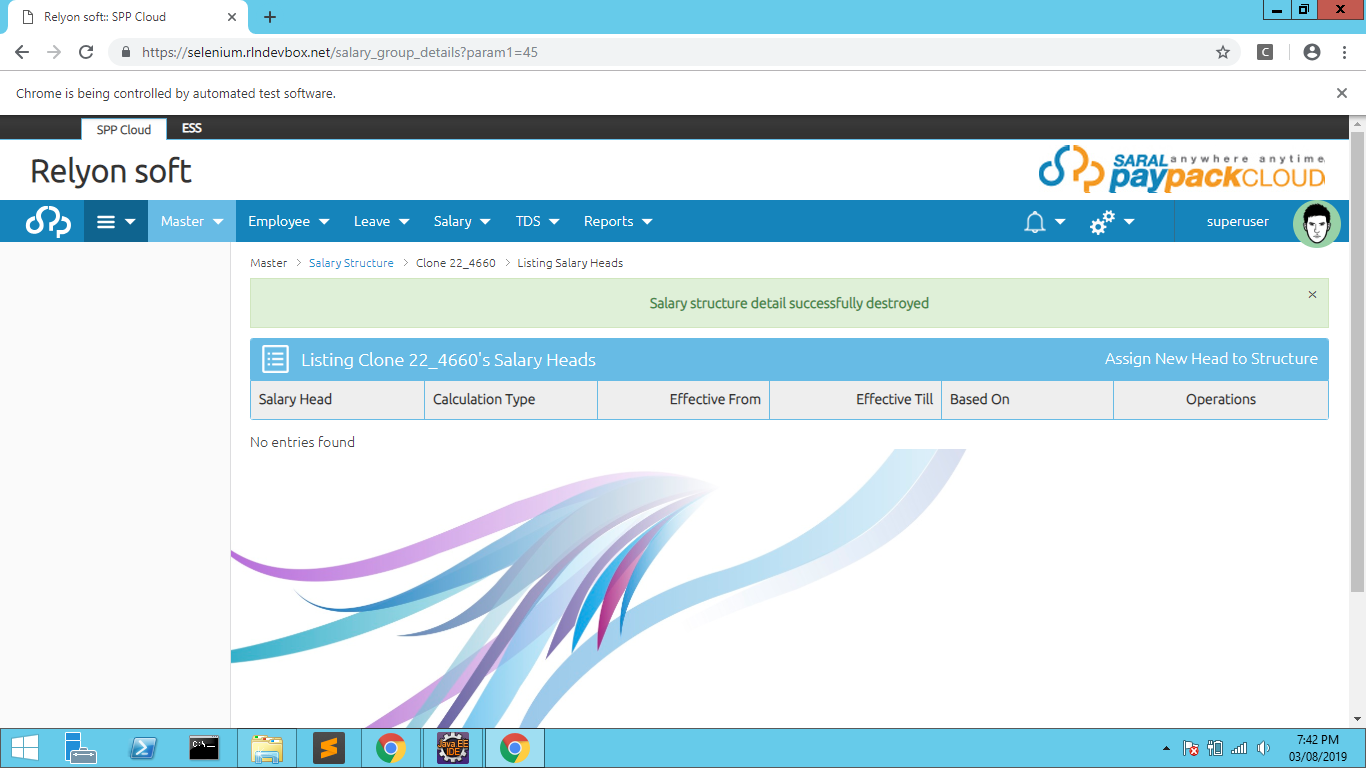 Relyon soft:: SPP Cloud
https://selenium.rlndevbox.net/salary_group_details?param1=45
C
Chrome is being controlled by automated test software.
SPP Cloud
ESS
Relyon soft
SARAL anywhere anytime
paypackCLOUD
Master
Employee
Leave
Salary
TDS
Reports
superuser
Master > Salary Structure > Clone 22_4660 > Listing Salary Heads
Salary structure detail successfully destroyed
Listing Clone 22_4660's Salary Heads
Assign New Head to Structure
Salary Head
Calculation Type
Effective From
Effective Till
Based On
Operations
No entries found
C:\_
Java EE
IDE
7:42 PM
03/08/2019